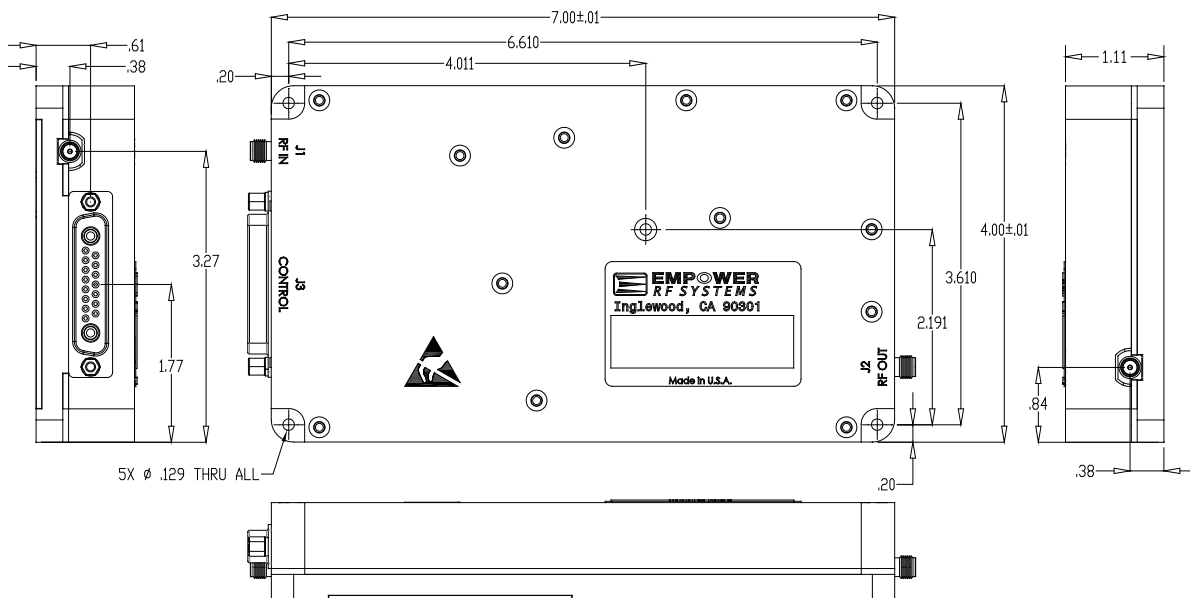 7.00±.01
6.610
4.011
.20
.61
.38
1.11
J1
RF IN
3.27
4.00±.01
3.610
J3
CONTROL
EMPOWER
RF SYSTEMS
Inglewood, CA 90301
2.191
1.77
J2
RF OUT
Made in U.S.A.
.84
5X ø .129 THRU ALL
.20
.38